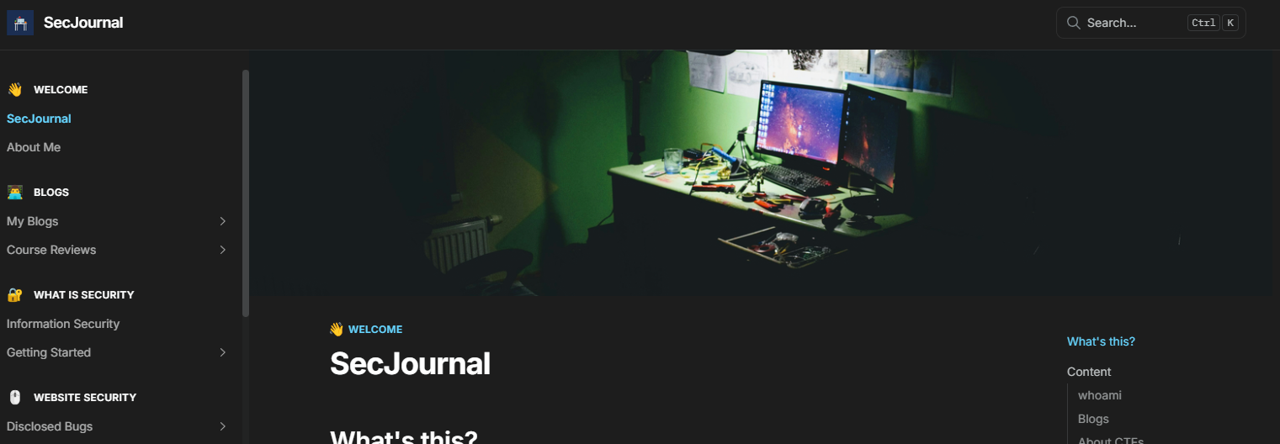 SecJournal
Search...
Ctrl K
👋 WELCOME
SecJournal
About Me
👨‍💻 BLOGS
My Blogs
Course Reviews
🔐 WHAT IS SECURITY
Information Security
Getting Started
🖱️ WEBSITE SECURITY
Disclosed Bugs
👋 WELCOME
SecJournal
What's this?
What's this?
Content
whoami
Blogs
About CTFs